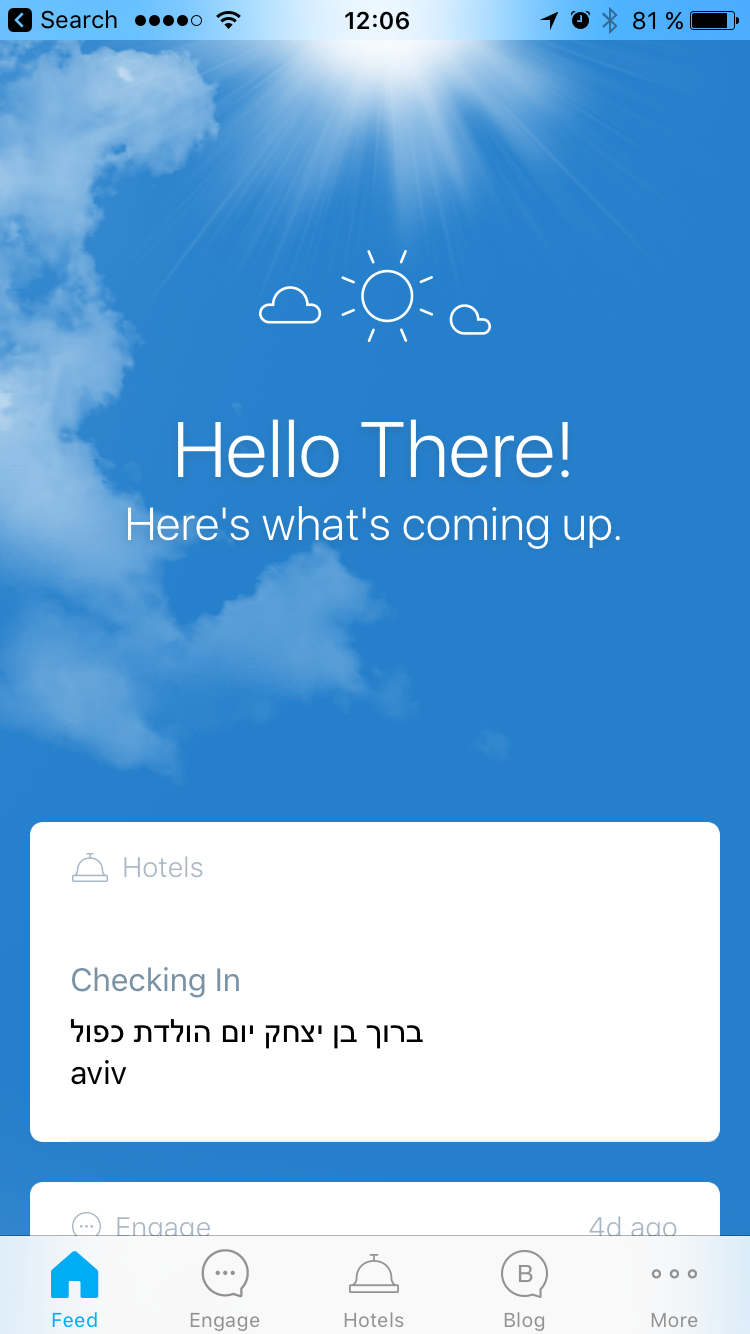 Search
12:06
81 %
Hello There!
Here's what's coming up.
Hotels
Checking In
ברוך בן יצחק יום הולדת כפול
aviv
Engage
4d ago
B
Feed
Engage
Hotels
Blog
More